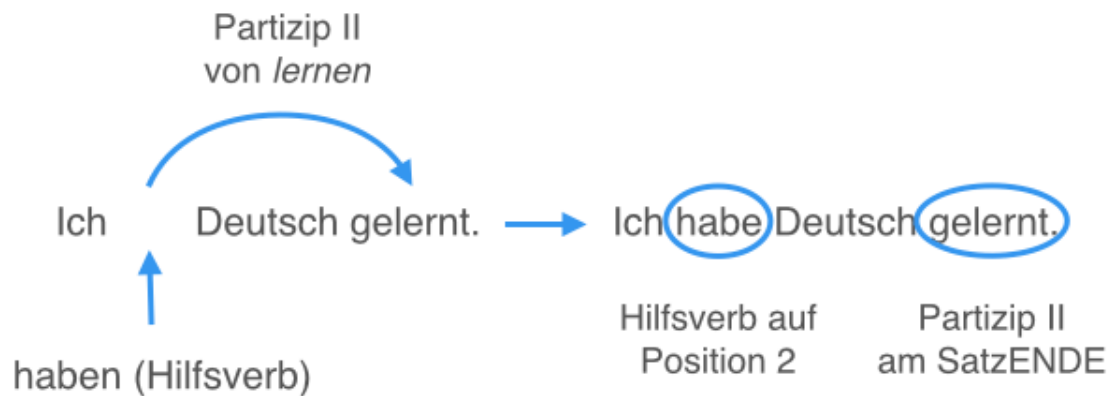 Partizip II
von lernen
Ich Deutsch gelernt.
haben (Hilfsverb)
Ich habe Deutsch gelernt.
Hilfsverb auf
Position 2
Partizip II
am SatzENDE